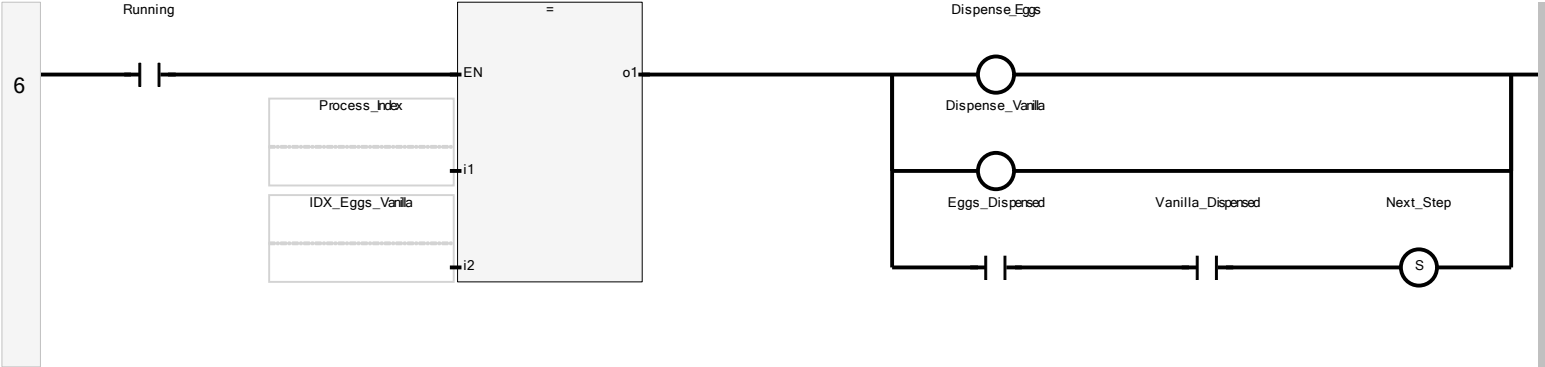 Running
=
Dispense_Eggs
6
EN
o1
Process_Index
Dispense_Vanilla
i1
IDX_Eggs_Vanilla
Eggs_Dispensed
Vanilla_Dispensed
Next_Step
i2
S